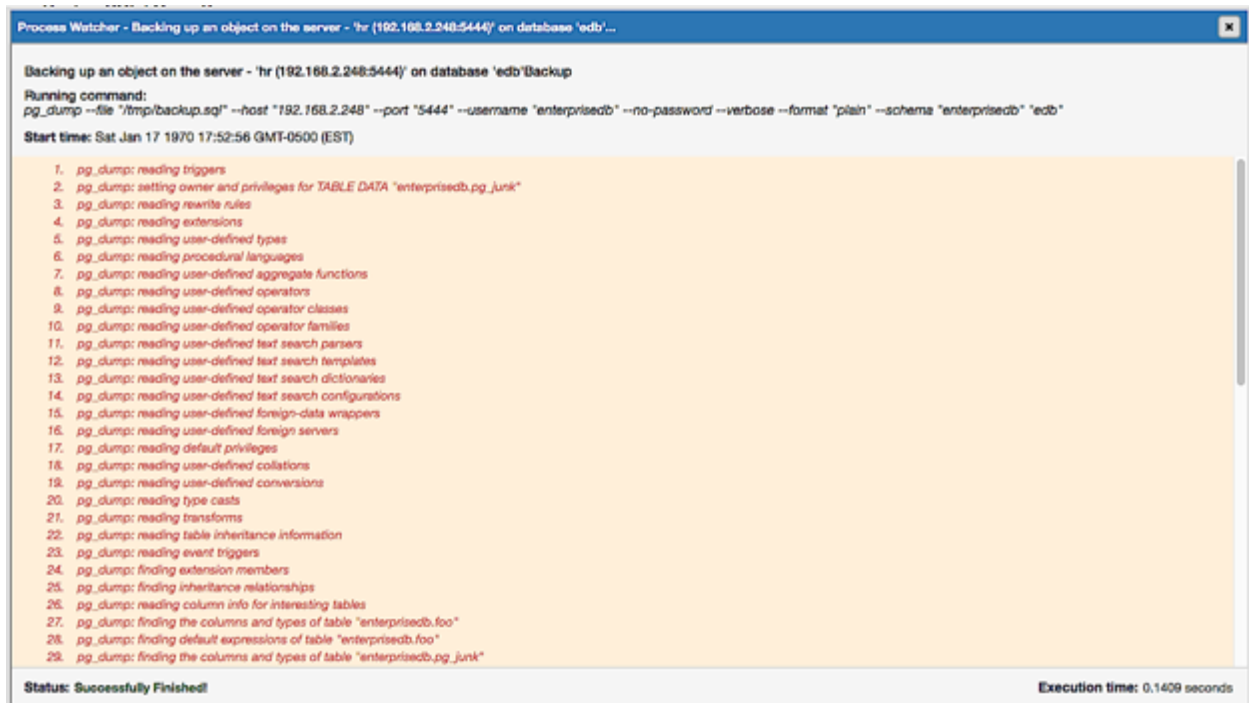 Process Watcher - Backing up an object on the server - 'hr (192.168.2.248:5444)' on database 'edb'...
Backing up an object on the server - 'hr (192.168.2.248:5444)' on database 'edb'Backup
Running command:
pg_dump --file "/tmp/backup.sql" --host "192.168.2.248" --port "5444" --username "enterprisedb" --no-password --verbose --format "plain" --schema "enterprisedb" "edb"
Start time: Sat Jan 17 1970 17:52:56 GMT-0500 (EST)
1. pg_dump: reading triggers
2. pg_dump: setting owner and privileges for TABLE DATA "enterprisedb.pg_junk"
3. pg_dump: reading rewrite rules
4. pg_dump: reading extensions
5. pg_dump: reading user-defined types
6. pg_dump: reading procedural languages
7. pg_dump: reading user-defined aggregate functions
8. pg_dump: reading user-defined operators
9. pg_dump: reading user-defined operator classes
10. pg_dump: reading user-defined operator families
11. pg_dump: reading user-defined text search parsers
12. pg_dump: reading user-defined text search templates
13. pg_dump: reading user-defined text search dictionaries
14. pg_dump: reading user-defined text search configurations
15. pg_dump: reading user-defined foreign-data wrappers
16. pg_dump: reading user-defined foreign servers
17. pg_dump: reading default privileges
18. pg_dump: reading user-defined collations
19. pg_dump: reading user-defined conversions
20. pg_dump: reading type casts
21. pg_dump: reading transforms
22. pg_dump: reading table inheritance information
23. pg_dump: reading event triggers
24. pg_dump: finding extension members
25. pg_dump: finding inheritance relationships
26. pg_dump: reading column info for interesting tables
27. pg_dump: finding the columns and types of table "enterprisedb.foo"
28. pg_dump: finding default expressions of table "enterprisedb.foo"
29. pg_dump: finding the columns and types of table "enterprisedb.pg_junk"
Status: Successfully Finished!
Execution time: 0.1409 seconds